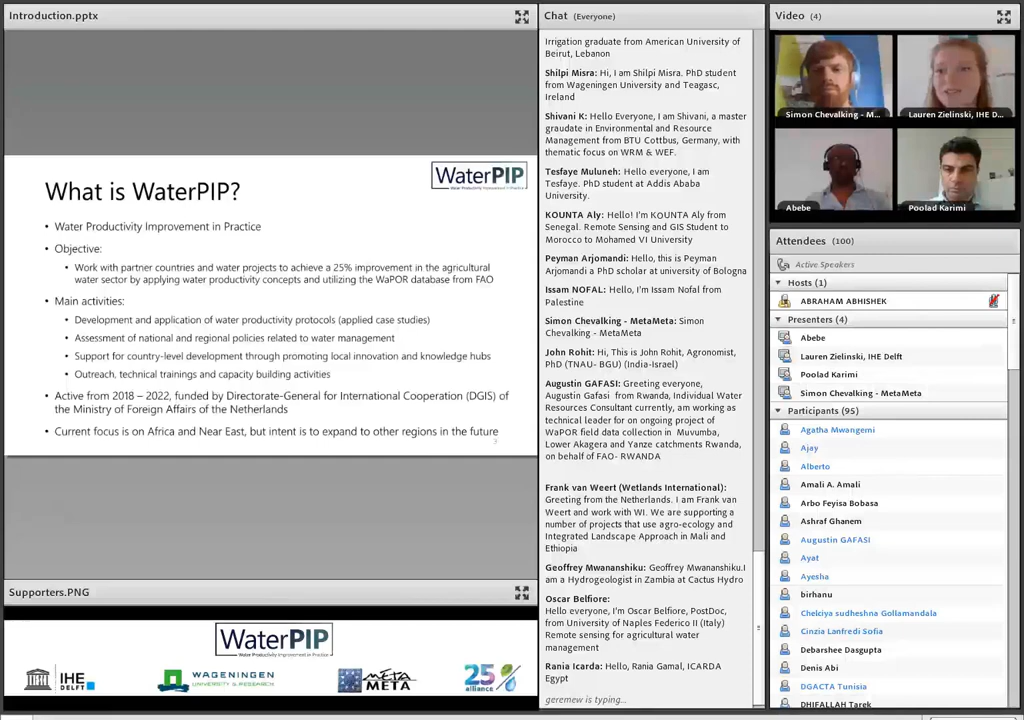 Introduction.pptx
WaterPIP
Water Productivity Improvement in Practice
What is WaterPIP?
• Water Productivity Improvement in Practice
• Objective:
• Work with partner countries and water projects to achieve a 25% improvement in the agricultural
water sector by applying water productivity concepts and utilizing the WaPOR database from FAO
• Main activities:
• Development and application of water productivity protocols (applied case studies)
• Assessment of national and regional policies related to water management
• Support for country-level development through promoting local innovation and knowledge hubs
• Outreach, technical trainings and capacity building activities
• Active from 2018 – 2022, funded by Directorate-General for International Cooperation (DGIS) of
the Ministry of Foreign Affairs of the Netherlands
• Current focus is on Africa and Near East, but intent is to expand to other regions in the future
3
Supporters.PNG
WaterPIP
Water Productivity Improvement in Practice
IHE
DELFT
WAGENINGEN
UNIVERSITY & RESEARCH
META
META
25
alliance
Chat (Everyone)
Irrigation graduate from American University of
Beirut, Lebanon
Shilpi Misra: Hi, I am Shilpi Misra. PhD student
from Wageningen University and Teagasc,
Ireland
Shivani K: Hello Everyone, I am Shivani, a master
graudate in Environmental and Resource
Management from BTU Cottbus, Germany, with
thematic focus on WRM & WEF.
Tesfaye Muluneh: Hello everyone, I am
Tesfaye. PhD student at Addis Ababa
University.
KOUNTA Aly: Hello! I'm KOUNTA Aly from
Senegal. Remote Sensing and GIS Student to
Morocco to Mohamed VI University
Peyman Arjomandi: Hello, this is Peyman
Arjomandi a PhD scholar at university of Bologna
Issam NOFAL: Hello, I'm Issam Nofal from
Palestine
Simon Chevalking - MetaMeta: Simon
Chevalking - MetaMeta
John Rohit: Hi, This is John Rohit, Agronomist,
PhD (TNAU- BGU) (India-Israel)
Augustin GAFASI: Greeting everyone,
Augustin Gafasi from Rwanda, Individual Water
Resources Consultant currently, am working as
technical leader for on ongoing project of
WaPOR field data collection in Muvumba,
Lower Akagera and Yanze catchments Rwanda,
on behalf of FAO- RWANDA
Frank van Weert (Wetlands International):
Greeting from the Netherlands. I am Frank van
Weert and work with WI. We are supporting a
number of projects that use agro-ecology and
Integrated Landscape Approach in Mali and
Ethiopia
Geoffrey Mwananshiku: Geoffrey Mwananshiku.I
am a Hydrogeologist in Zambia at Cactus Hydro
Oscar Belfiore:
Hello everyone, I'm Oscar Belfiore, PostDoc,
from University of Naples Federico II (Italy)
Remote sensing for agricultural water
management
Rania Icarda: Hello, Rania Gamal, ICARDA
Egypt
geremew is typing...
Video (4)
Simon Chevalking - M...
Lauren Zielinski, IHE D...
Abebe
Poolad Karimi
Attendees (100)
Active Speakers
Hosts (1)
ABRAHAM ABHISHEK
Presenters (4)
Abebe
Lauren Zielinski, IHE Delft
Poolad Karimi
Simon Chevalking - MetaMeta
Participants (95)
Agatha Mwangemi
Ajay
Alberto
Amali A. Amali
Arbo Feyisa Bobasa
Ashraf Ghanem
Augustin GAFASI
Ayat
Ayesha
birhanu
Chelciya sudheshna Gollamandala
Cinzia Lanfredi Sofia
Debarshee Dasgupta
Denis Abi
DGACTA Tunisia
DHIFALLAH Tarek